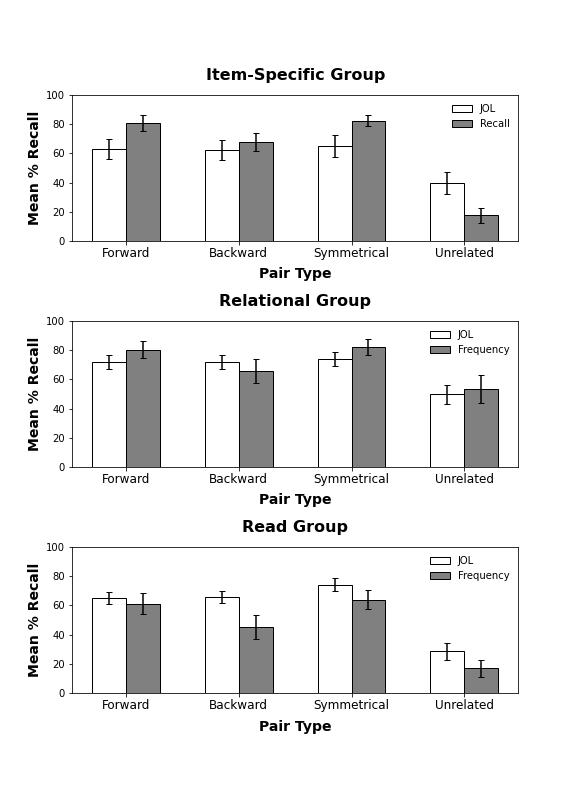 Item-Specific Group
100
80
60
40
20
0
Mean % Recall
JOL
Recall
Forward Backward Symmetrical Unrelated
Pair Type
Relational Group
100
80
60
40
20
0
Mean % Recall
JOL
Frequency
Forward Backward Symmetrical Unrelated
Pair Type
Read Group
100
80
60
40
20
0
Mean % Recall
JOL
Frequency
Forward Backward Symmetrical Unrelated
Pair Type